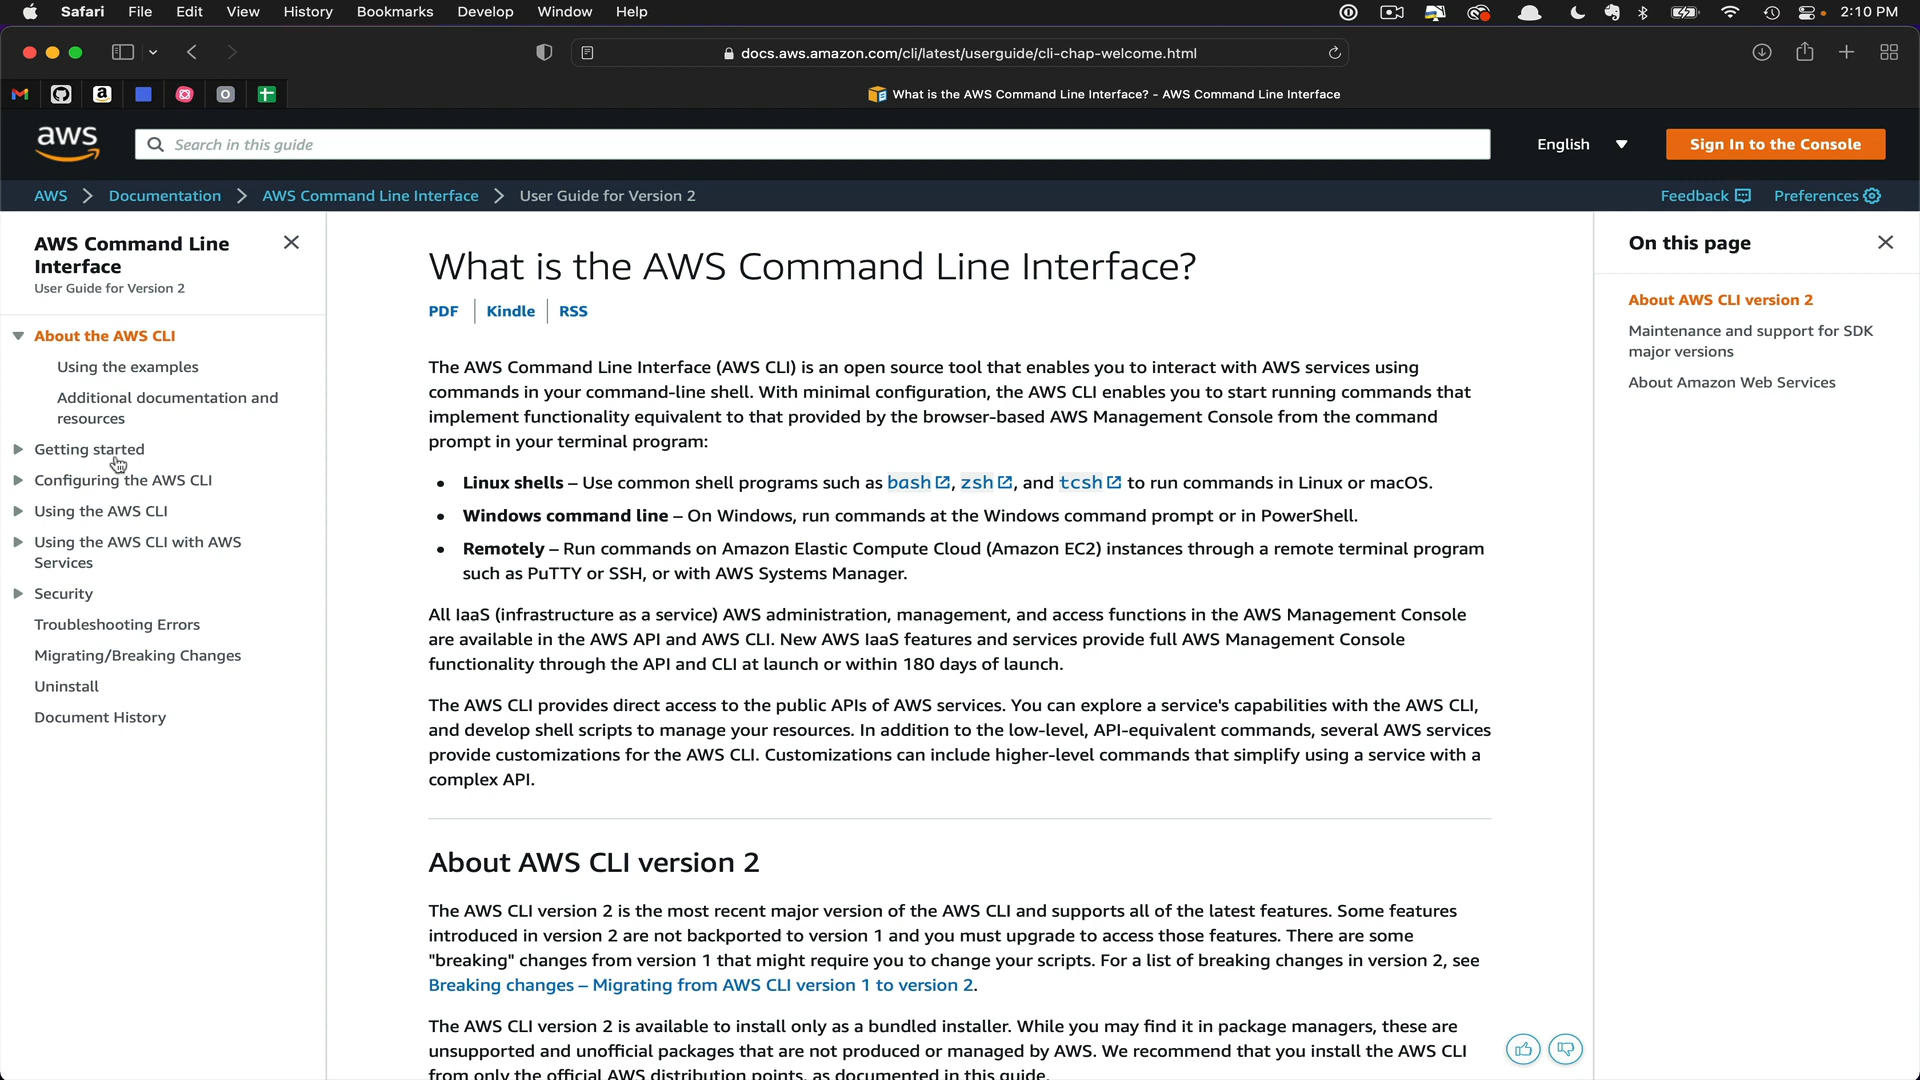 Safari File Edit View History Bookmarks Develop Window Help 2:10 PM
docs.aws.amazon.com/cli/latest/userguide/cli-chap-welcome.html
What is the AWS Command Line Interface? - AWS Command Line Interface
aws
Search in this guide
English
Sign In to the Console
AWS Documentation AWS Command Line Interface User Guide for Version 2
Feedback Preferences
AWS Command Line
Interface
User Guide for Version 2
About the AWS CLI
Using the examples
Additional documentation and
resources
Getting started
Configuring the AWS CLI
Using the AWS CLI
Using the AWS CLI with AWS
Services
Security
Troubleshooting Errors
Migrating/Breaking Changes
Uninstall
Document History
What is the AWS Command Line Interface?
PDF Kindle RSS
The AWS Command Line Interface (AWS CLI) is an open source tool that enables you to interact with AWS services using
commands in your command-line shell. With minimal configuration, the AWS CLI enables you to start running commands that
implement functionality equivalent to that provided by the browser-based AWS Management Console from the command
prompt in your terminal program:
• Linux shells – Use common shell programs such as bash, zsh, and tcsh to run commands in Linux or macOS.
• Windows command line – On Windows, run commands at the Windows command prompt or in PowerShell.
• Remotely – Run commands on Amazon Elastic Compute Cloud (Amazon EC2) instances through a remote terminal program
such as PuTTY or SSH, or with AWS Systems Manager.
All IaaS (infrastructure as a service) AWS administration, management, and access functions in the AWS Management Console
are available in the AWS API and AWS CLI. New AWS IaaS features and services provide full AWS Management Console
functionality through the API and CLI at launch or within 180 days of launch.
The AWS CLI provides direct access to the public APIs of AWS services. You can explore a service's capabilities with the AWS CLI,
and develop shell scripts to manage your resources. In addition to the low-level, API-equivalent commands, several AWS services
provide customizations for the AWS CLI. Customizations can include higher-level commands that simplify using a service with a
complex API.
About AWS CLI version 2
The AWS CLI version 2 is the most recent major version of the AWS CLI and supports all of the latest features. Some features
introduced in version 2 are not backported to version 1 and you must upgrade to access those features. There are some
"breaking" changes from version 1 that might require you to change your scripts. For a list of breaking changes in version 2, see
Breaking changes – Migrating from AWS CLI version 1 to version 2.
The AWS CLI version 2 is available to install only as a bundled installer. While you may find it in package managers, these are
unsupported and unofficial packages that are not produced or managed by AWS. We recommend that you install the AWS CLI
from only the official AWS distribution points, as documented in this guide.
On this page
About AWS CLI version 2
Maintenance and support for SDK
major versions
About Amazon Web Services